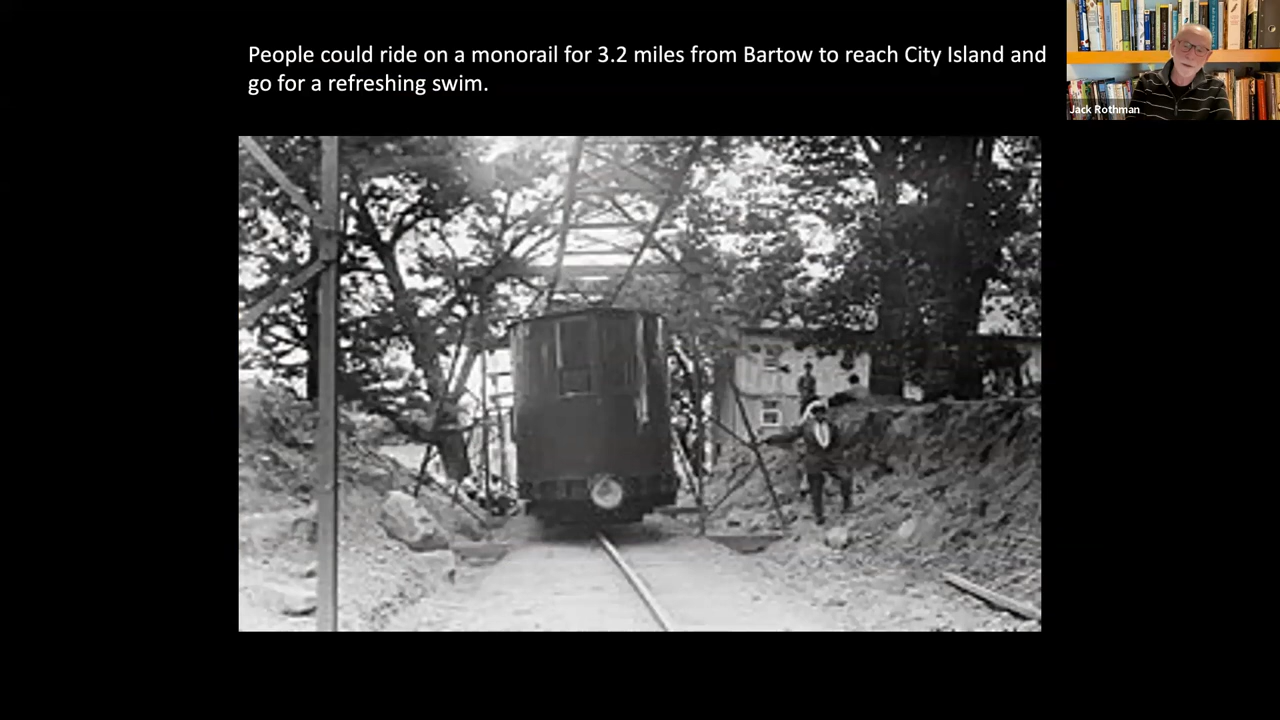 People could ride on a monorail for 3.2 miles from Bartow to reach City Island and
go for a refreshing swim.
Jack Rothman